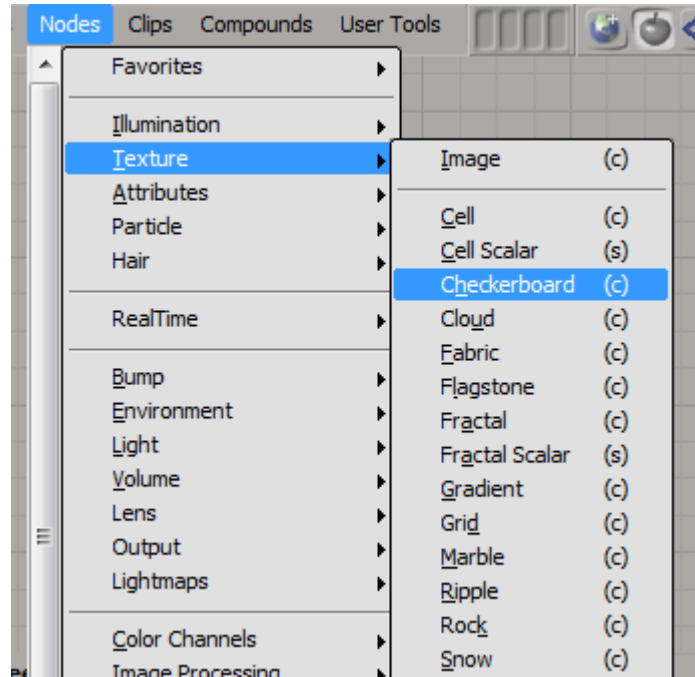 Nodes Clips Compounds User Tools
Favorites
Illumination
Texture
Attributes
Particle
Hair
RealTime
Bump
Environment
Light
Volume
Lens
Output
Lightmaps
Color Channels
Image Processing
Image (c)
Cell (c)
Cell Scalar (s)
Checkerboard (c)
Cloud (c)
Fabric (c)
Flagstone (c)
Fractal (c)
Fractal Scalar (s)
Gradient (c)
Grid (c)
Marble (c)
Ripple (c)
Rock (c)
Snow (c)